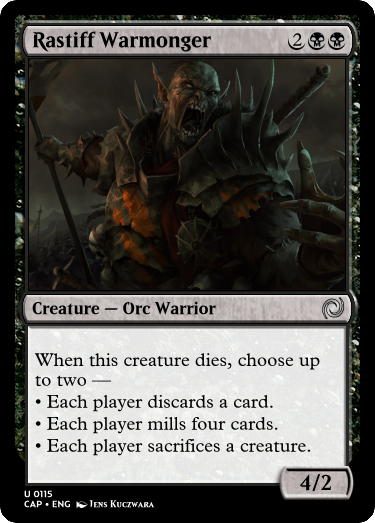 Rastiff Warmonger 2
Creature — Orc Warrior
When this creature dies, choose up
to two —
• Each player discards a card.
• Each player mills four cards.
• Each player sacrifices a creature.
4/2
U 0115
CAP • ENG Jens Kuczwara